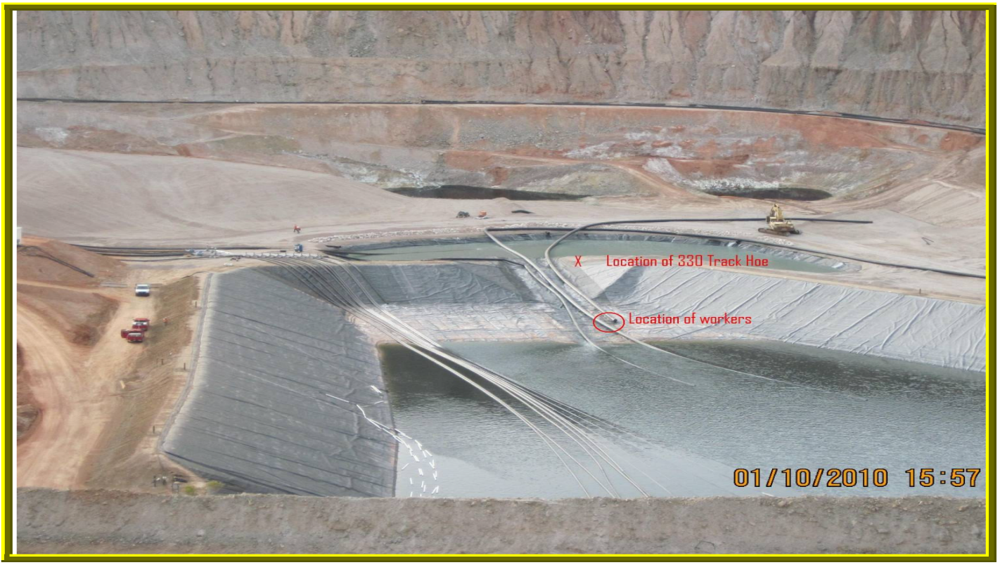 X Location of 330 Track Hoe
Location of workers
01/10/2010 15:57